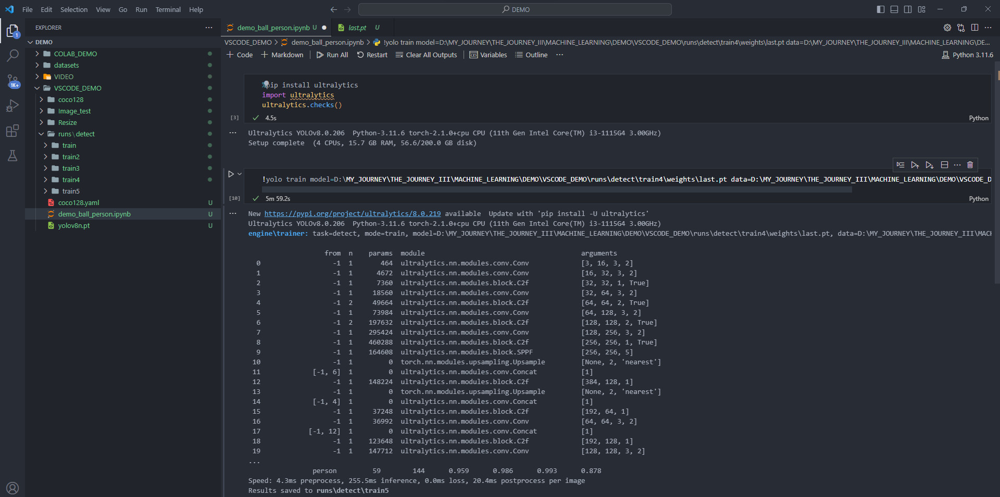 File Edit Selection View Go Run Terminal Help
DEMO
EXPLORER
demo_ball_person.ipynb U
last.pt U
DEMO
VSCODE_DEMO > demo_ball_person.ipynb > !yolo train model=D:\MY_JOURNEY\THE_JOURNEY_III\MACHINE_LEARNING\DEMO\VSCODE_DEMO\runs\detect\train4\weights\last.pt data=D:\MY_JOURNEY\THE_JOURNEY_III\MACHINE_LEARNING\DE...
Code Markdown Run All Restart Clear All Outputs Variables Outline ...
Python 3.11.6
1
1K+
COLAB_DEMO
datasets
VIDEO
VSCODE_DEMO
coco128
Image_test
Resize
runs\detect
train
train2
train3
train4
train5
coco128.yaml U
demo_ball_person.ipynb U
yolov8n.pt U
pip install ultralytics
import ultralytics
ultralytics.checks()
[3] 4.5s Python
Ultralytics YOLOv8.0.206 Python-3.11.6 torch-2.1.0+cpu CPU (11th Gen Intel Core(TM) i3-1115G4 3.00GHz)
Setup complete (4 CPUs, 15.7 GB RAM, 56.6/200.0 GB disk)
!yolo train model=D:\MY_JOURNEY\THE_JOURNEY_III\MACHINE_LEARNING\DEMO\VSCODE_DEMO\runs\detect\train4\weights\last.pt data=D:\MY_JOURNEY\THE_JOURNEY_III\MACHINE_LEARNING\DEMO\VSCODE_D
[10] 5m 59.2s Python
New https://pypi.org/project/ultralytics/8.0.219 available Update with 'pip install -U ultralytics'
Ultralytics YOLOv8.0.206 Python-3.11.6 torch-2.1.0+cpu CPU (11th Gen Intel Core(TM) i3-1115G4 3.00GHz)
engine\trainer: task=detect, mode=train, model=D:\MY_JOURNEY\THE_JOURNEY_III\MACHINE_LEARNING\DEMO\VSCODE_DEMO\runs\detect\train4\weights\last.pt, data=D:\MY_JOURNEY\THE_JOURNEY_III\MACH
from n params module arguments
0 -1 1 464 ultralytics.nn.modules.conv.Conv [3, 16, 3, 2]
1 -1 1 4672 ultralytics.nn.modules.conv.Conv [16, 32, 3, 2]
2 -1 1 7360 ultralytics.nn.modules.block.C2f [32, 32, 1, True]
3 -1 1 18560 ultralytics.nn.modules.conv.Conv [32, 64, 3, 2]
4 -1 2 49664 ultralytics.nn.modules.block.C2f [64, 64, 2, True]
5 -1 1 73984 ultralytics.nn.modules.conv.Conv [64, 128, 3, 2]
6 -1 2 197632 ultralytics.nn.modules.block.C2f [128, 128, 2, True]
7 -1 1 295424 ultralytics.nn.modules.conv.Conv [128, 256, 3, 2]
8 -1 1 460288 ultralytics.nn.modules.block.C2f [256, 256, 1, True]
9 -1 1 164608 ultralytics.nn.modules.block.SPPF [256, 256, 5]
10 -1 1 0 torch.nn.modules.upsampling.Upsample [None, 2, 'nearest']
11 [-1, 6] 1 0 ultralytics.nn.modules.conv.Concat [1]
12 -1 1 148224 ultralytics.nn.modules.block.C2f [384, 128, 1]
13 -1 1 0 torch.nn.modules.upsampling.Upsample [None, 2, 'nearest']
14 [-1, 4] 1 0 ultralytics.nn.modules.conv.Concat [1]
15 -1 1 37248 ultralytics.nn.modules.block.C2f [192, 64, 1]
16 -1 1 36992 ultralytics.nn.modules.conv.Conv [64, 64, 3, 2]
17 [-1, 12] 1 0 ultralytics.nn.modules.conv.Concat [1]
18 -1 1 123648 ultralytics.nn.modules.block.C2f [192, 128, 1]
19 -1 1 147712 ultralytics.nn.modules.conv.Conv [128, 128, 3, 2]
...
person 59 144 0.959 0.986 0.993 0.878
Speed: 4.3ms preprocess, 255.5ms inference, 0.0ms loss, 20.4ms postprocess per image
Results saved to runs\detect\train5